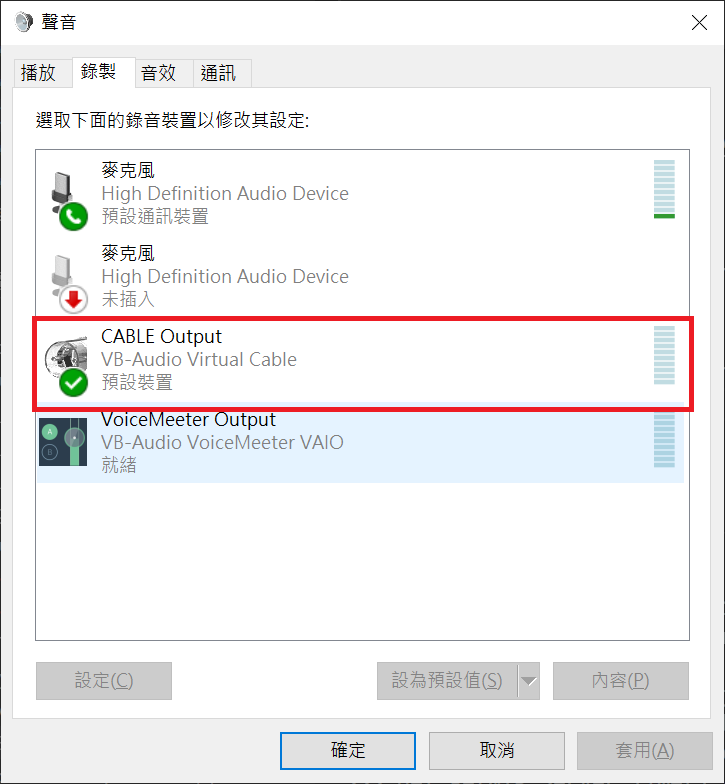 聲音
播放 錄製 音效 通訊
選取下面的錄音裝置以修改其設定:
麥克風
High Definition Audio Device
預設通訊裝置
麥克風
High Definition Audio Device
未插入
CABLE Output
VB-Audio Virtual Cable
預設裝置
VoiceMeeter Output
VB-Audio VoiceMeeter VAIO
就緒
A
B
設定(C) 設為預設值(S) 內容(P)
確定 取消 套用(A)